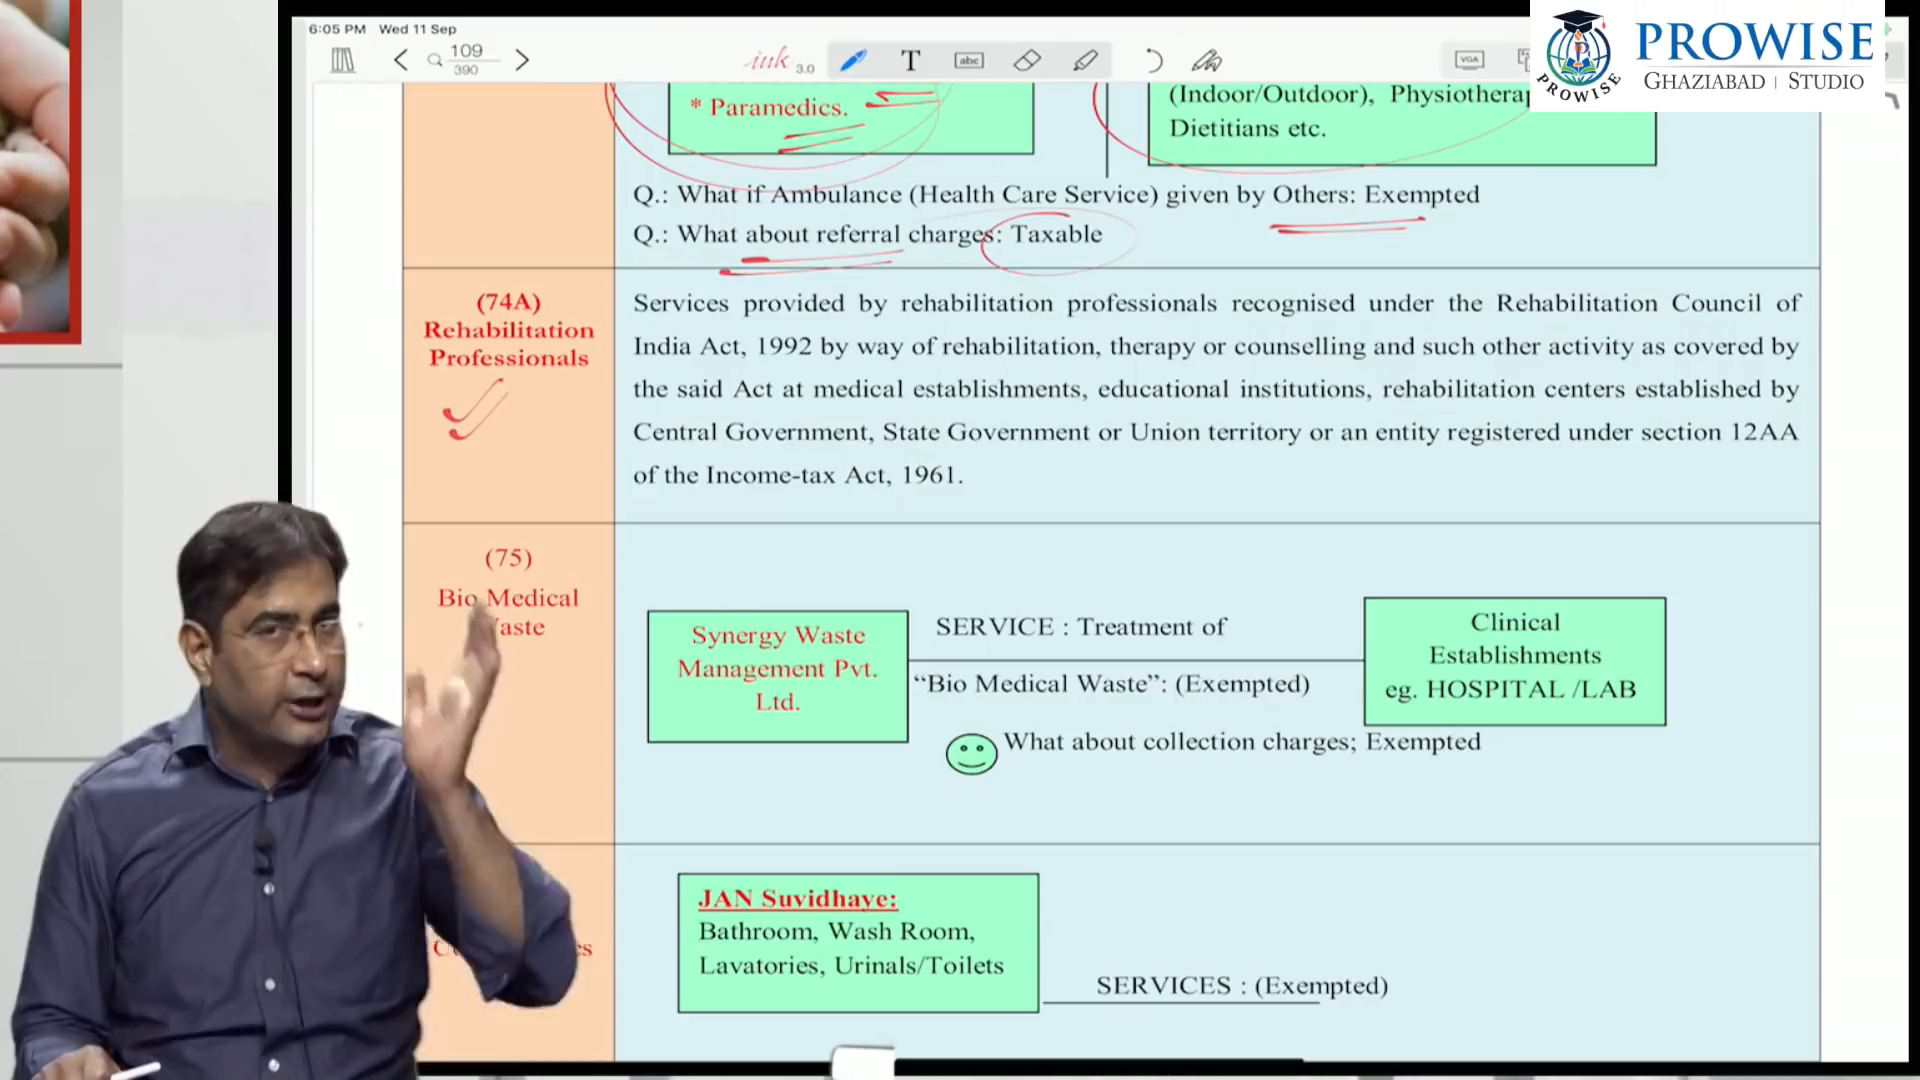 6:05 PM Wed 11 Sep
109
390
ink 3.0
T
abc
VGA
PROWISE
PROWISE
GHAZIABAD | STUDIO
* Paramedics.
(Indoor/Outdoor),
Dietitians etc.
Q.: What if Ambulance (Health Care Service) given by Others: Exempted
Q.: What about referral charges: Taxable
(74A)
Rehabilitation
Professionals
Services provided by rehabilitation professionals recognised under the Rehabilitation Council of
India Act, 1992 by way of rehabilitation, therapy or counselling and such other activity as covered by
the said Act at medical establishments, educational institutions, rehabilitation centers established by
Central Government, State Government or Union territory or an entity registered under section 12AA
of the Income-tax Act, 1961.
(75)
Bio Medical
Synergy Waste
Management Pvt.
Ltd.
SERVICE : Treatment of
“Bio Medical Waste”: (Exempted)
Clinical
Establishments
eg. HOSPITAL /LAB
What about collection charges; Exempted
JAN Suvidhaye:
Bathroom, Wash Room,
Lavatories, Urinals/Toilets
SERVICES : (Exempted)